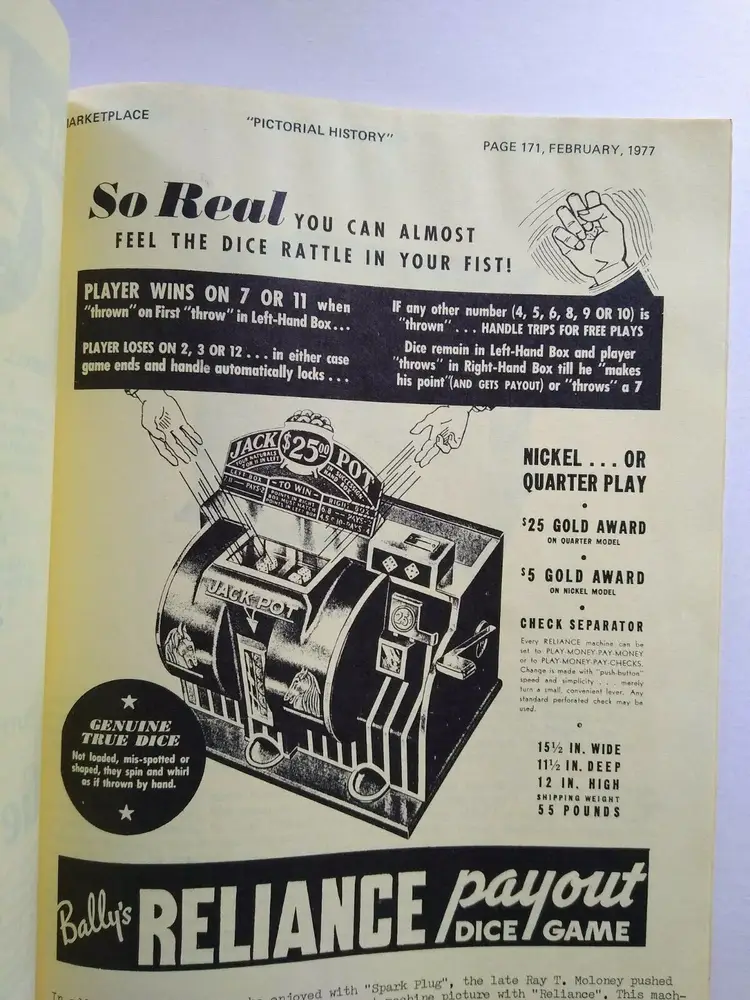 MARKETPLACE
"PICTORIAL HISTORY"
PAGE 171, FEBRUARY, 1977
So Real YOU CAN ALMOST
FEEL THE DICE RATTLE IN YOUR FIST!
PLAYER WINS ON 7 OR 11 when
"thrown" on First "throw" in Left-Hand Box...
PLAYER LOSES ON 2, 3 OR 12 . . . in either case
game ends and handle automatically locks . . .
IF any other number (4, 5, 6, 8, 9 OR 10) is
"thrown" . . . HANDLE TRIPS FOR FREE PLAYS
Dice remain in Left-Hand Box and player
"throws" in Right-Hand Box till he "makes
his point" (AND GETS PAYOUT) or "throws" a 7
JACK $25.00 POT
TO WIN
JACK-POT
25¢
NICKEL . . . OR
QUARTER PLAY
$25 GOLD AWARD
ON QUARTER MODEL
$5 GOLD AWARD
ON NICKEL MODEL
CHECK SEPARATOR
Every RELIANCE machine can be
set to PLAY-MONEY-PAY-MONEY
or to PLAY-MONEY-PAY-CHECKS.
Change is made with "push-button"
speed and simplicity . . . merely
turn a small, convenient lever. Any
standard perforated check may be
used.
15½ IN. WIDE
11½ IN. DEEP
12 IN. HIGH
SHIPPING WEIGHT
55 POUNDS
GENUINE
TRUE DICE
Not loaded, mis-spotted or
shaped, they spin and whirl
as if thrown by hand.
Bally's RELIANCE payout
DICE GAME
enjoyed with "Spark Plug", the late Ray T. Moloney pushed
machine picture with "Reliance". This mach-